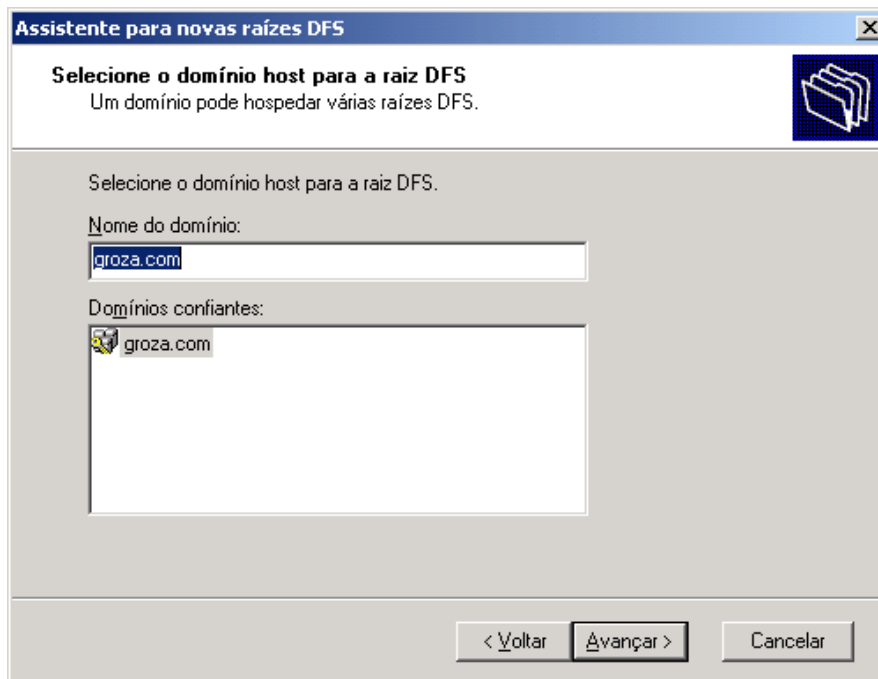 Assistente para novas raízes DFS
Selecione o domínio host para a raiz DFS
Um domínio pode hospedar várias raízes DFS.
Selecione o domínio host para a raiz DFS.
Nome do domínio:
groza.com
Domínios confiantes:
groza.com
< Voltar
Avançar >
Cancelar